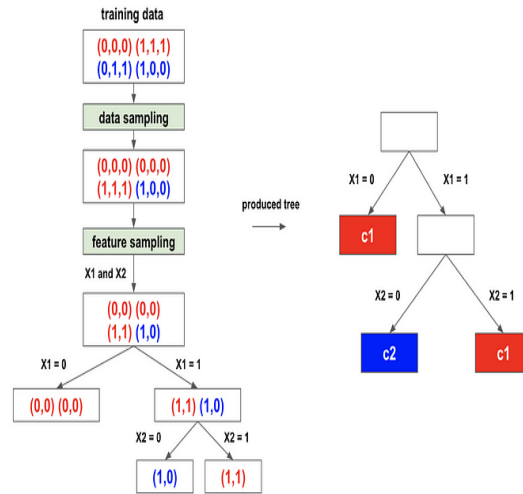 training data
(0,0,0) (1,1,1)
(0,1,1) (1,0,0)
data sampling
(0,0,0) (0,0,0)
(1,1,1) (1,0,0)
feature sampling
X1 and X2
(0,0) (0,0)
(1,1) (1,0)
X1 = 0
X1 = 1
(0,0) (0,0)
(1,1) (1,0)
X2 = 0
X2 = 1
(1,0)
(1,1)
produced tree
X1 = 0
X1 = 1
c1
X2 = 0
X2 = 1
c2
c1